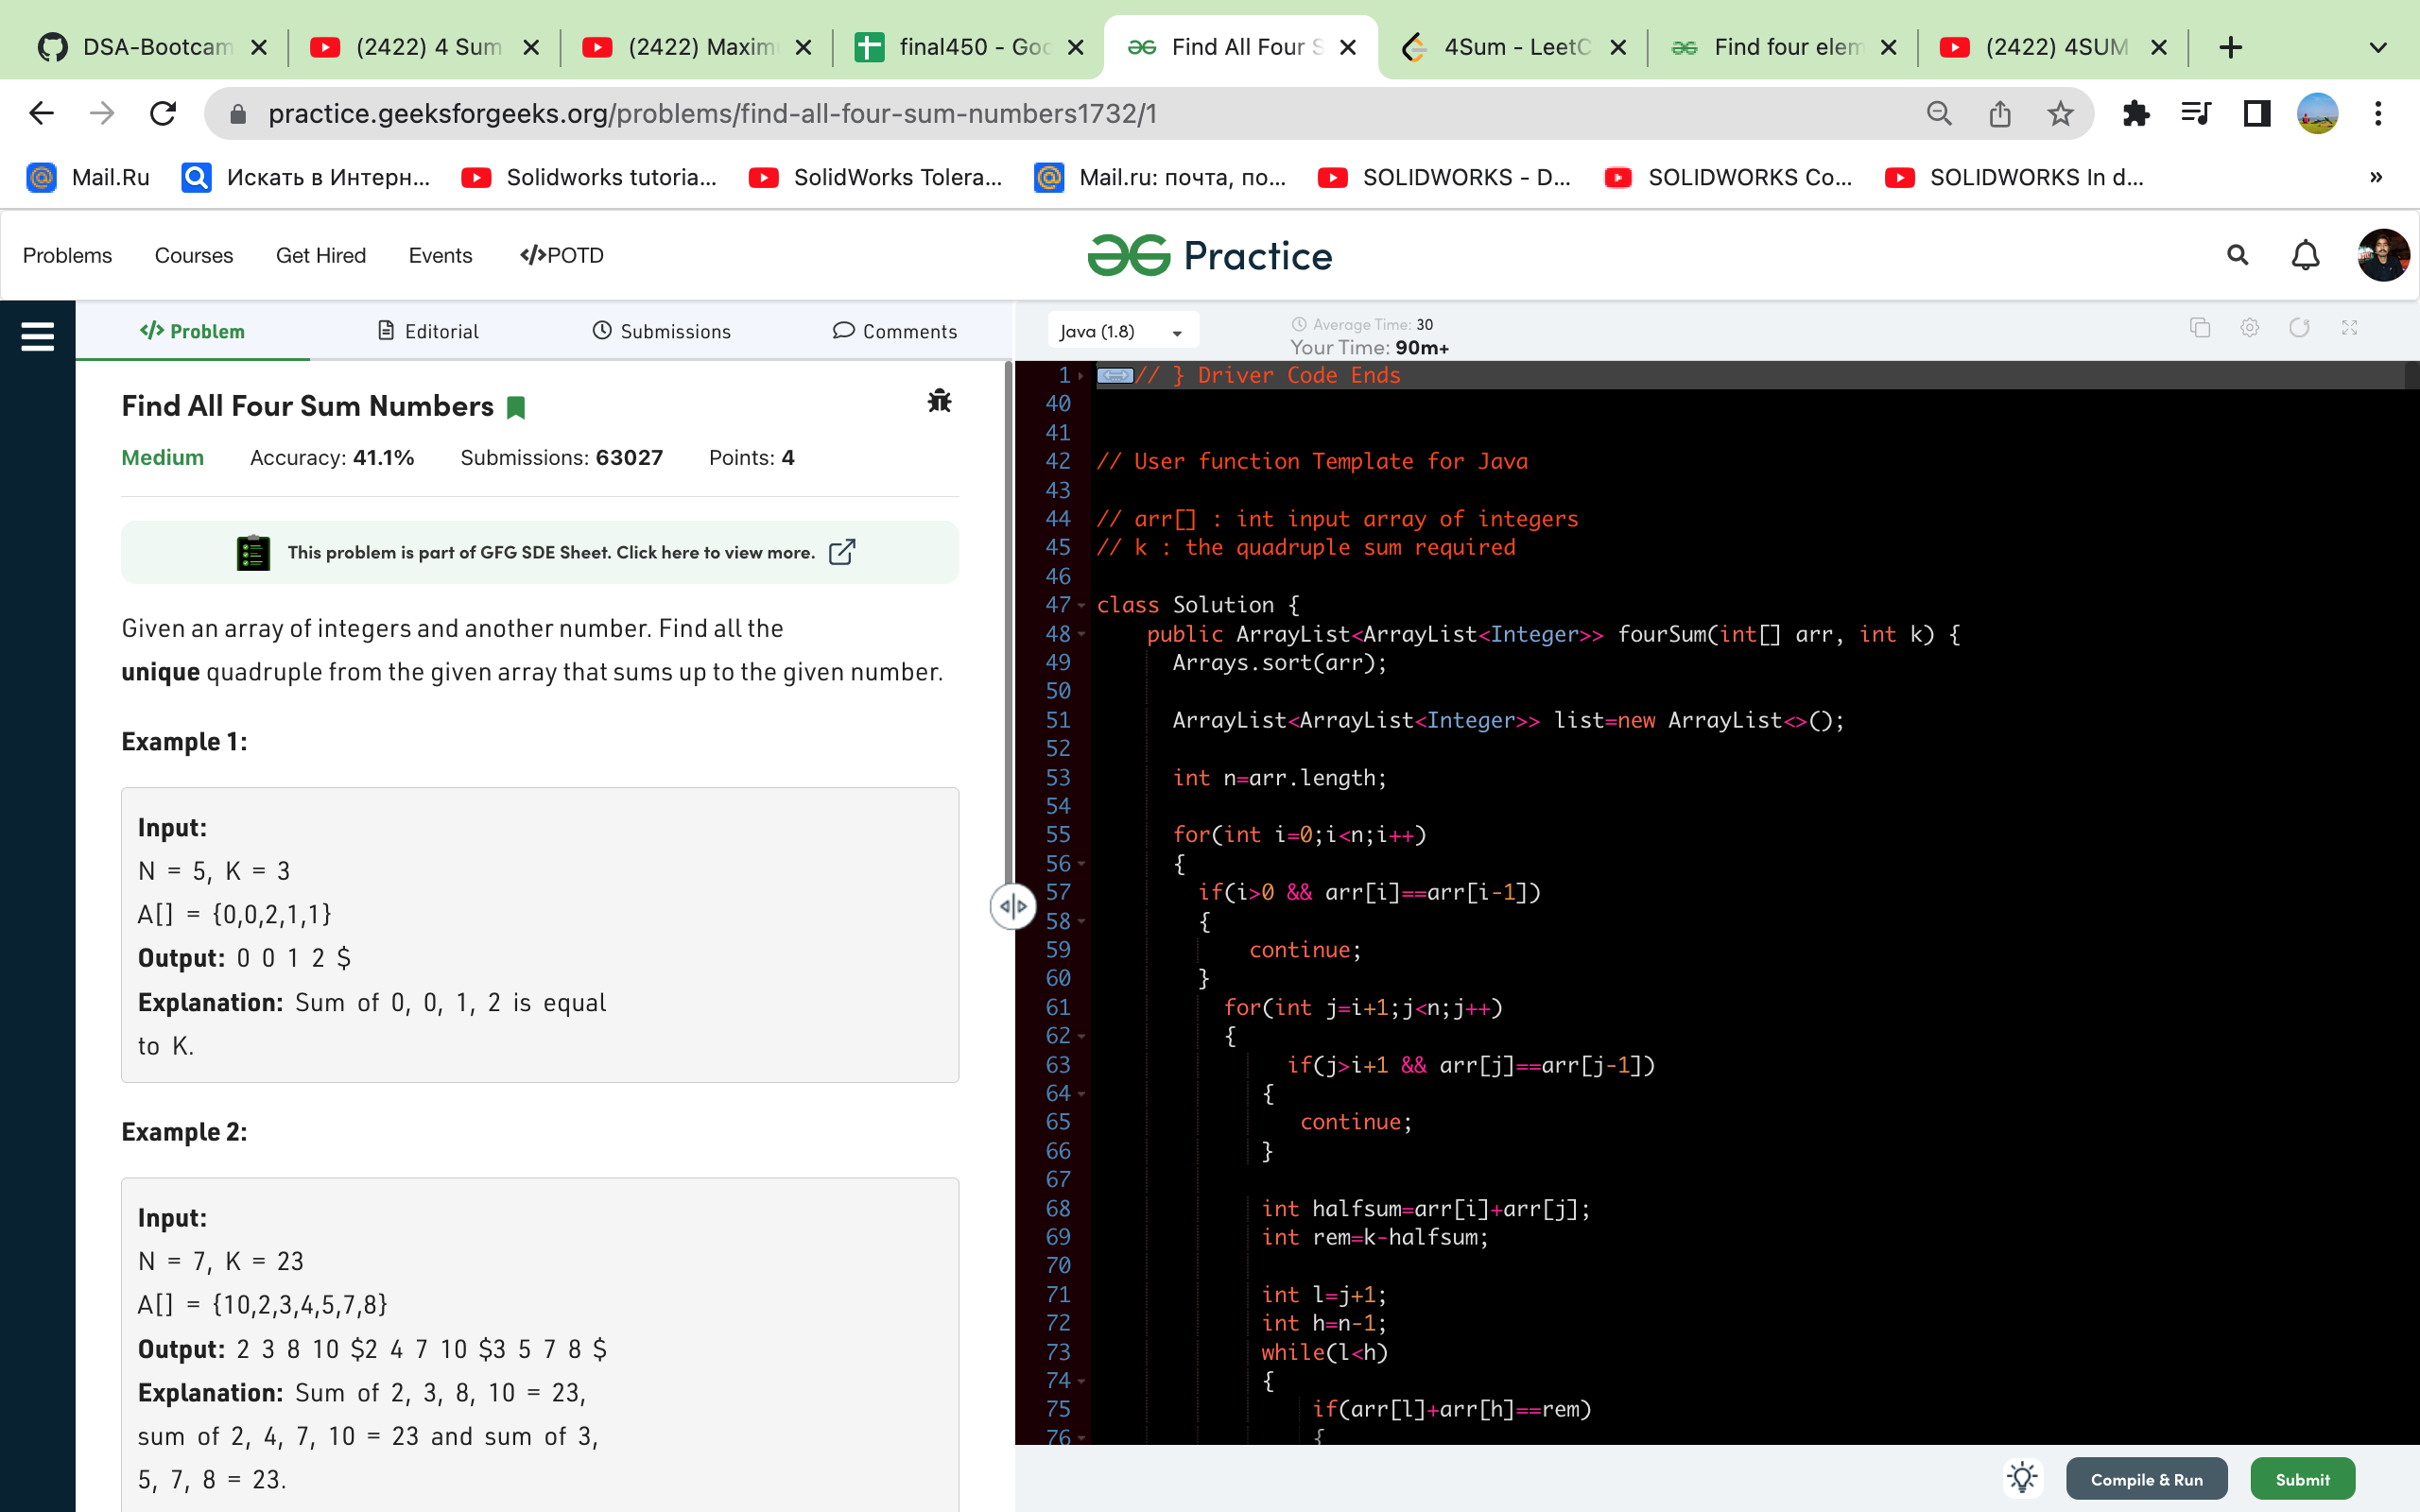 DSA-Bootcam
(2422) 4 Sum
(2422) Maxim
final450 - Goo
Find All Four S
4Sum - LeetC
Find four elem
(2422) 4SUM
practice.geeksforgeeks.org/problems/find-all-four-sum-numbers1732/1
Mail.Ru
Искать в Интерн...
Solidworks tutoria...
SolidWorks Tolera...
Mail.ru: почта, по...
SOLIDWORKS - D...
SOLIDWORKS Co...
SOLIDWORKS In d...
»
Problems
Courses
Get Hired
Events
</>POTD
Practice
</> Problem
Editorial
Submissions
Comments
Find All Four Sum Numbers
Medium Accuracy: 41.1% Submissions: 63027 Points: 4
This problem is part of GFG SDE Sheet. Click here to view more.
Given an array of integers and another number. Find all the
unique quadruple from the given array that sums up to the given number.
Example 1:
Input:
N = 5, K = 3
A[] = {0,0,2,1,1}
Output: 0 0 1 2 $
Explanation: Sum of 0, 0, 1, 2 is equal
to K.
Example 2:
Input:
N = 7, K = 23
A[] = {10,2,3,4,5,7,8}
Output: 2 3 8 10 $2 4 7 10 $3 5 7 8 $
Explanation: Sum of 2, 3, 8, 10 = 23,
sum of 2, 4, 7, 10 = 23 and sum of 3,
5, 7, 8 = 23.
Java (1.8)
Average Time: 30
Your Time: 90m+
1 // } Driver Code Ends
40
41
42 // User function Template for Java
43
44 // arr[] : int input array of integers
45 // k : the quadruple sum required
46
47 class Solution {
48 public ArrayList<ArrayList<Integer>> fourSum(int[] arr, int k) {
49 Arrays.sort(arr);
50
51 ArrayList<ArrayList<Integer>> list=new ArrayList<>();
52
53 int n=arr.length;
54
55 for(int i=0;i<n;i++)
56 {
57 if(i>0 && arr[i]==arr[i-1])
58 {
59 continue;
60 }
61 for(int j=i+1;j<n;j++)
62 {
63 if(j>i+1 && arr[j]==arr[j-1])
64 {
65 continue;
66 }
67
68 int halfsum=arr[i]+arr[j];
69 int rem=k-halfsum;
70
71 int l=j+1;
72 int h=n-1;
73 while(l<h)
74 {
75 if(arr[l]+arr[h]==rem)
76 {
Compile & Run
Submit